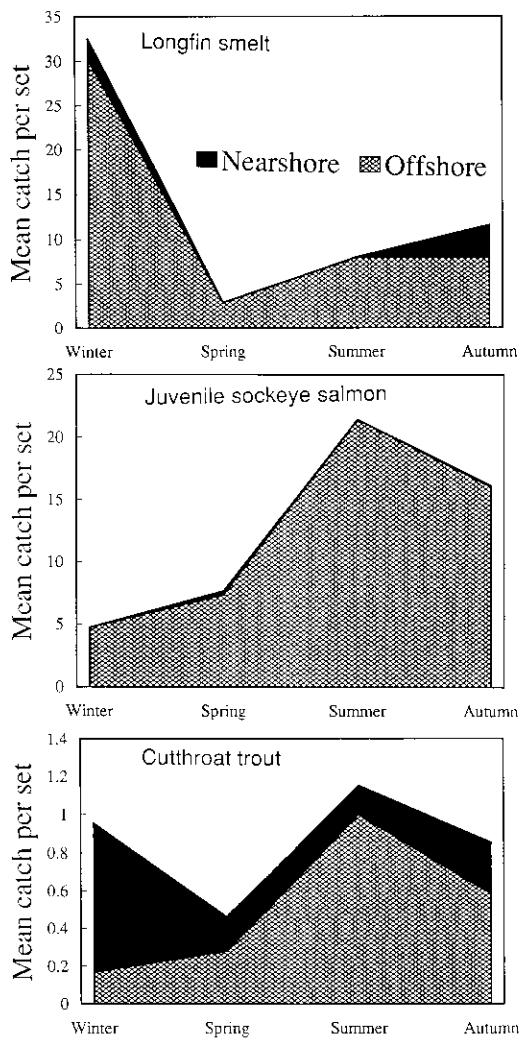 35
Longfin smelt
30
25
20
Nearshore Offshore
15
10
5
0
Mean catch per set
Winter Spring Summer Autumn
25
Juvenile sockeye salmon
20
15
10
5
0
Mean catch per set
Winter Spring Summer Autumn
1.4
Cutthroat trout
1.2
1
0.8
0.6
0.4
0.2
0
Mean catch per set
Winter Spring Summer Autumn